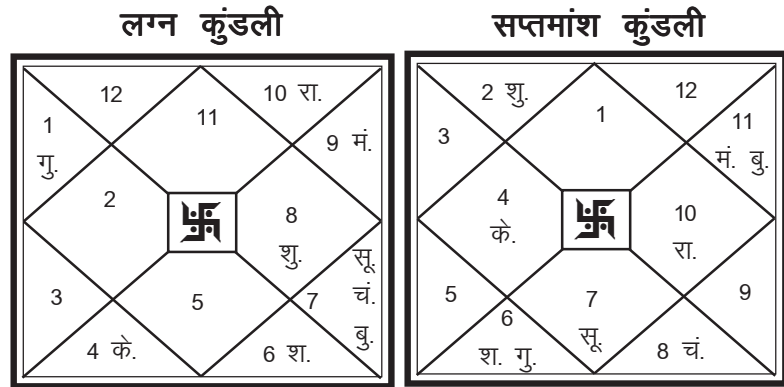 लग्न कुंडली
12
10 रा.
11
1
गु.
9 मं.
2
8
शु.
सू.
चं.
बु.
3
5
7
4 के.
6 श.
सप्तमांश कुंडली
2 शु.
12
1
3
11
मं. बु.
4
के.
10
रा.
5
6
श. गु.
7
सू.
9
8 चं.